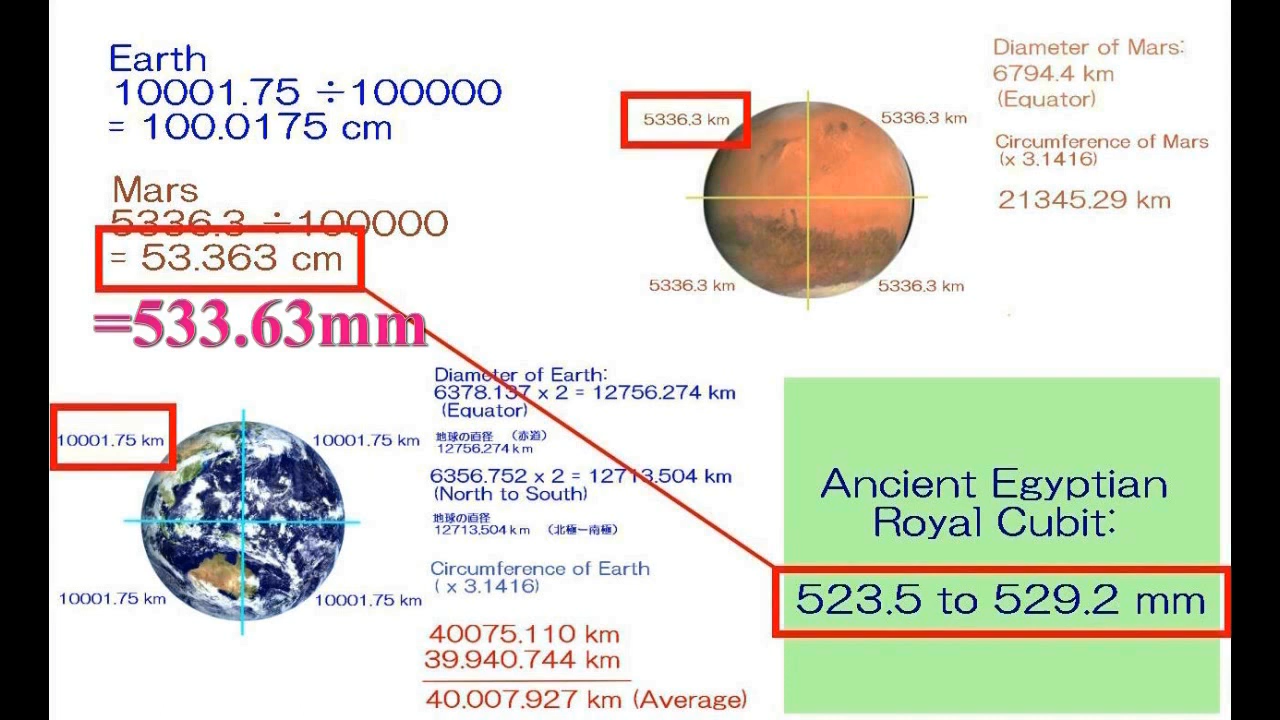 Earth
10001.75 ÷100000
= 100.0175 cm
Mars
5336.3 ÷100000
= 53.363 cm
=533.63mm
5336.3 km
5336.3 km
5336.3 km
5336.3 km
Diameter of Mars:
6794.4 km
(Equator)
Circumference of Mars
(x 3.1416)
21345.29 km
10001.75 km
10001.75 km
10001.75 km
10001.75 km
Diameter of Earth:
6378.137 x 2 = 12756.274 km
(Equator)
地球の直径 (赤道)
12756.274km
6356.752 x 2 = 12713.504 km
(North to South)
地球の直径
12713,504km (北極ー南極)
Circumference of Earth
( x 3.1416)
40075.110 km
39.940.744 km
40.007.927 km (Average)
Ancient Egyptian
Royal Cubit:
523.5 to 529.2 mm